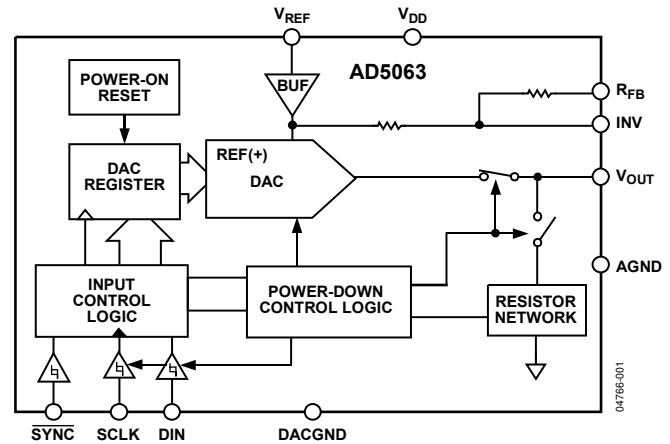 VREF
VDD
AD5063
BUF
POWER-ON
RESET
RFB
INV
REF(+)
DAC
REGISTER
DAC
VOUT
AGND
INPUT
CONTROL
LOGIC
POWER-DOWN
CONTROL LOGIC
RESISTOR
NETWORK
SYNC
SCLK
DIN
DACGND
04766-001